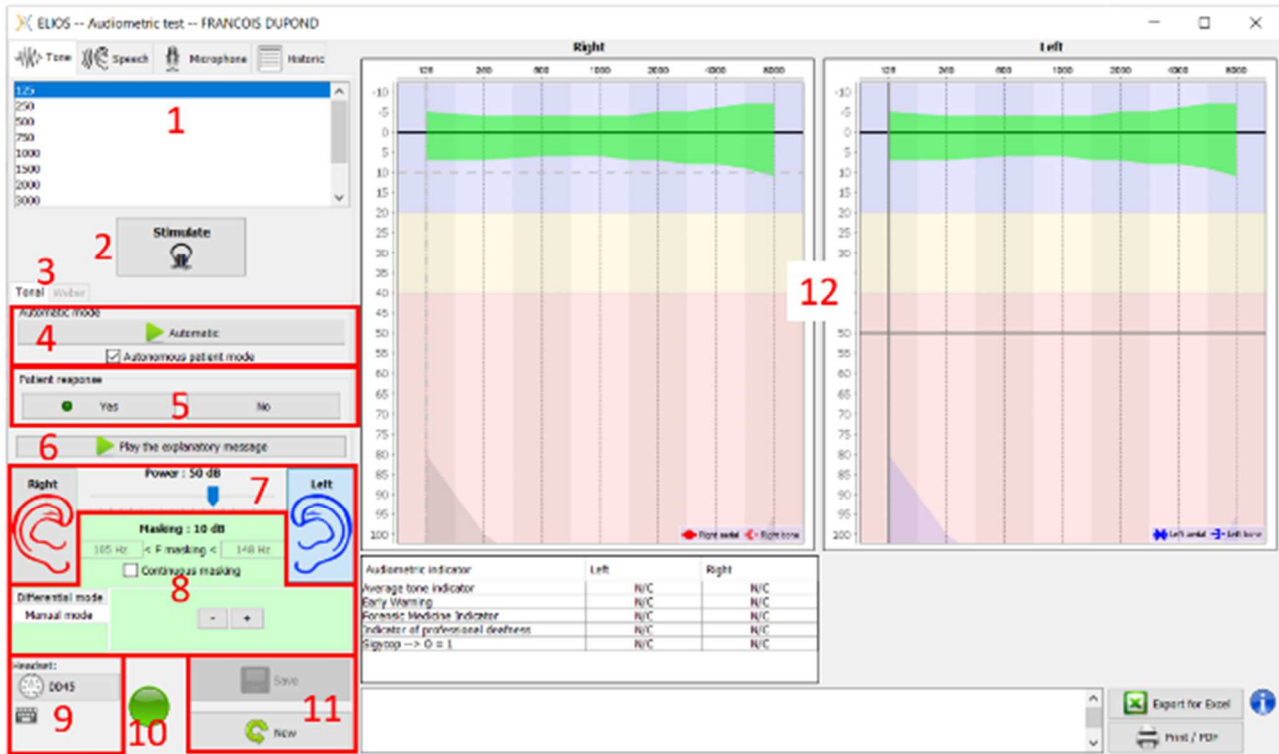 ELIOS -- Audiometric test -- FRANCOIS DUPOND
Tone Speech Microphone Historic
125
250
500
750
1000
1500
2000
3000
1
Stimulate
2
3
Tonal Weber
Automatic mode
4
Automatic
Autonomous patient mode
Patient response
Yes 5 No
6
Play the explanatory message
Right
Power : 50 dB
7
Left
Masking : 10 dB
105 Hz < F masking < 148 Hz
Continuous masking
8
Differential mode
Manual mode
- +
Headset:
DD45
9
10
Save
11
New
Right
125 1000 2000 4000 8000
-10
-5
0
5
10
15
20
25
30
35
40
45
50
55
60
65
70
75
80
85
90
95
100
Right aerial Right bone
12
Left
125 1000 2000 4000 8000
-10
-5
0
5
10
15
20
25
30
35
40
45
50
55
60
65
70
75
80
85
90
95
100
Left aerial Left bone
Audiometric indicator Left Right
Average tone indicator N/C N/C
Early Warning N/C N/C
Forensic Medicine Indicator N/C N/C
Indicator of professional deafness N/C N/C
Sigycop --> O = 1 N/C N/C
Export for Excel
Print / PDF